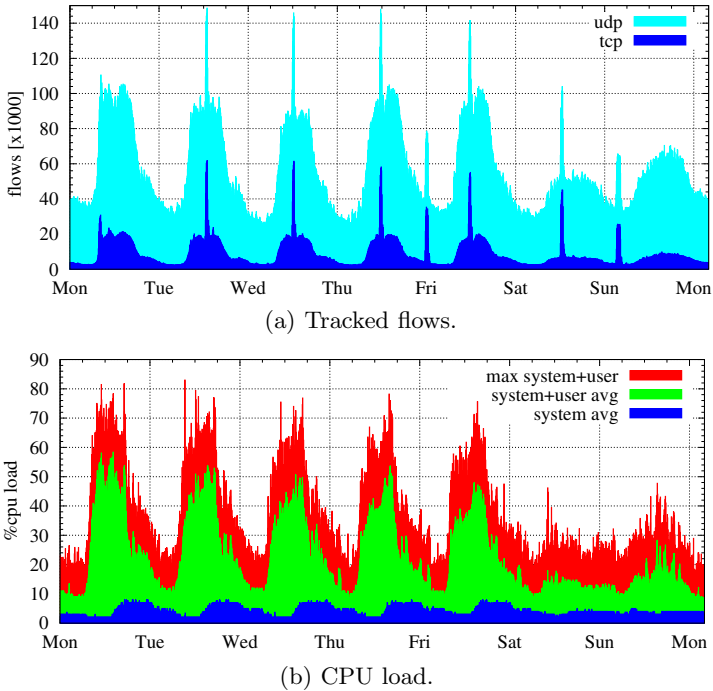 140
120
100
80
60
40
20
0
flows [x1000]
udp
tcp
Mon Tue Wed Thu Fri Sat Sun Mon
(a) Tracked flows.
90
80
70
60
50
40
30
20
10
0
%cpu load
max system+user
system+user avg
system avg
Mon Tue Wed Thu Fri Sat Sun Mon
(b) CPU load.